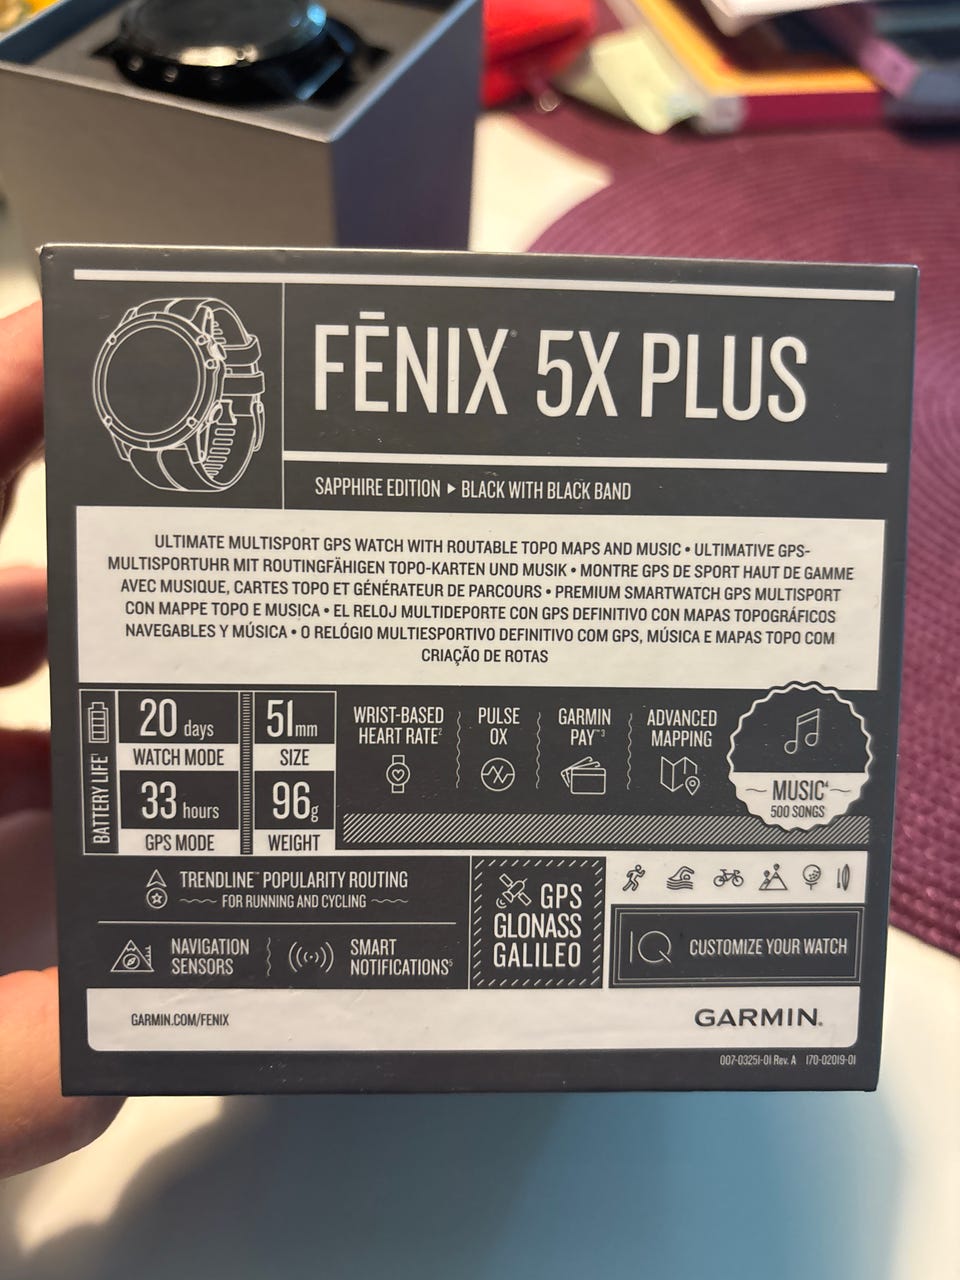 FĒNIX® 5X PLUS
SAPPHIRE EDITION ▸ BLACK WITH BLACK BAND
ULTIMATE MULTISPORT GPS WATCH WITH ROUTABLE TOPO MAPS AND MUSIC • ULTIMATIVE GPS-
MULTISPORTUHR MIT ROUTINGFÄHIGEN TOPO-KARTEN UND MUSIK • MONTRE GPS DE SPORT HAUT DE GAMME
AVEC MUSIQUE, CARTES TOPO ET GÉNÉRATEUR DE PARCOURS • PREMIUM SMARTWATCH GPS MULTISPORT
CON MAPPE TOPO E MUSICA • EL RELOJ MULTIDEPORTE CON GPS DEFINITIVO CON MAPAS TOPOGRÁFICOS
NAVEGABLES Y MÚSICA • O RELÓGIO MULTIESPORTIVO DEFINITIVO COM GPS, MÚSICA E MAPAS TOPO COM
CRIAÇÃO DE ROTAS
BATTERY LIFE¹
20 days
WATCH MODE
33 hours
GPS MODE
51mm
SIZE
96g
WEIGHT
WRIST-BASED
HEART RATE²
PULSE
OX
GARMIN
PAY™³
ADVANCED
MAPPING
MUSIC⁴
500 SONGS
TRENDLINE™ POPULARITY ROUTING
FOR RUNNING AND CYCLING
NAVIGATION
SENSORS
SMART
NOTIFICATIONS⁵
GPS
GLONASS
GALILEO
IQ CUSTOMIZE YOUR WATCH
GARMIN.COM/FENIX
GARMIN®
007-03251-01 Rev. A 170-02019-01